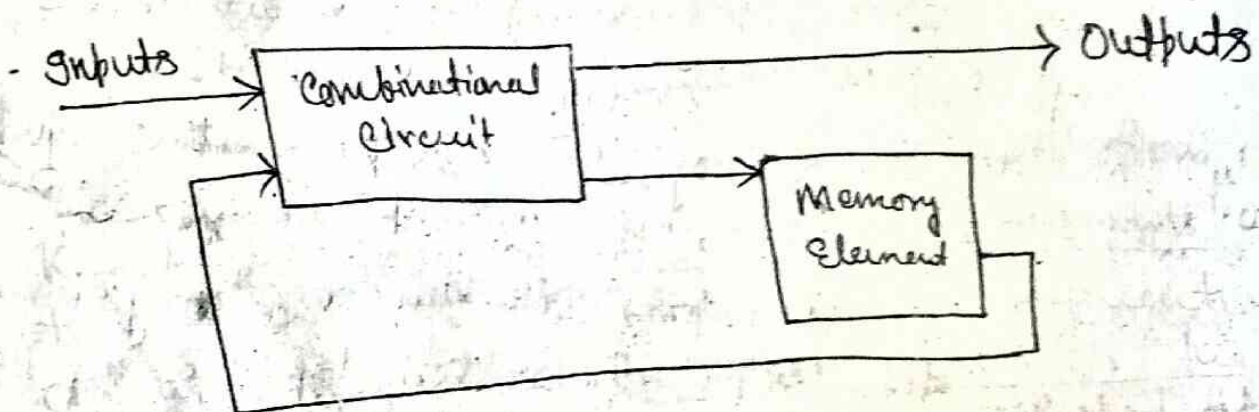 Inputs
Outputs
Combinational
Circuit
Memory
Element